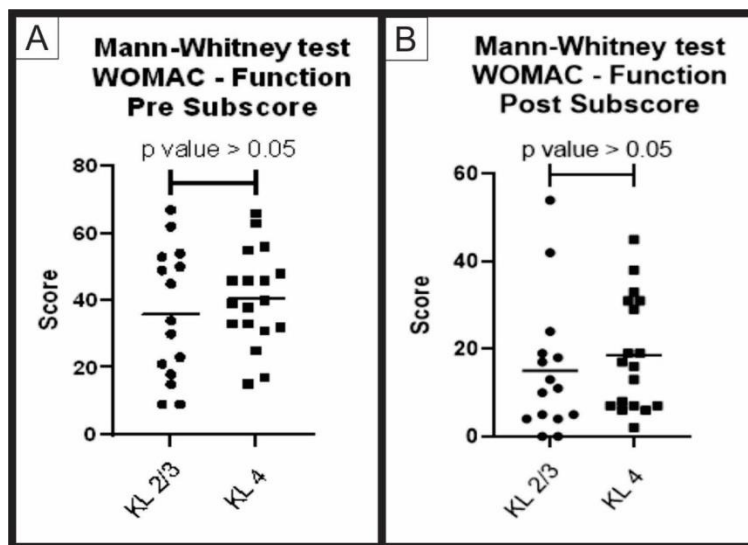 A
Mann-Whitney test
WOMAC - Function
Pre Subscore
p value > 0.05
80
60
40
20
0
Score
KL 2/3
KL 4
B
Mann-Whitney test
WOMAC - Function
Post Subscore
p value > 0.05
60
40
20
0
Score
KL 2/3
KL 4